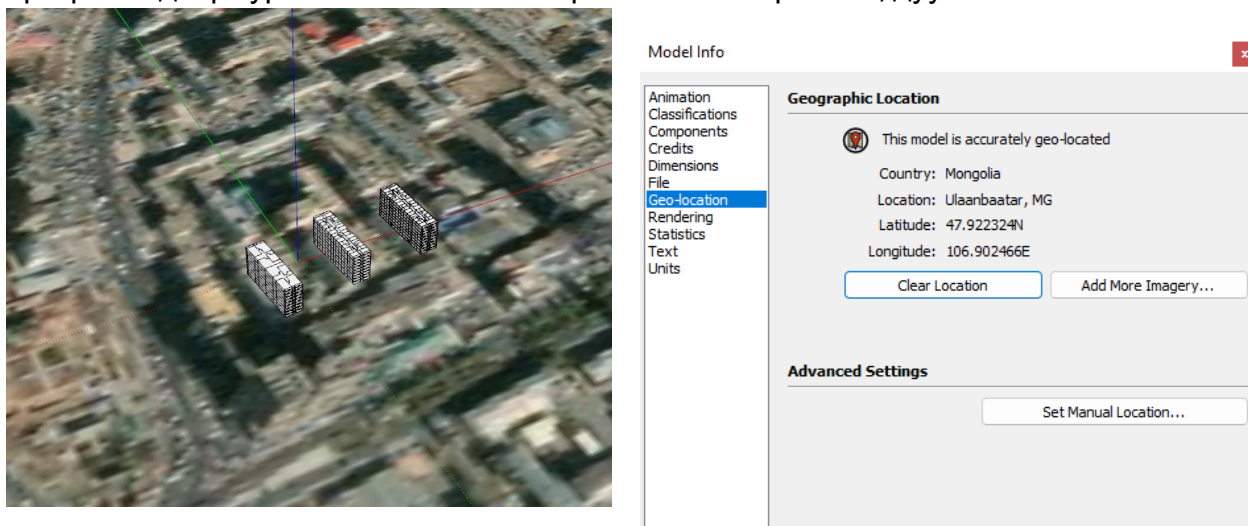 Model Info
x
Animation
Classifications
Components
Credits
Dimensions
File
Geo-location
Rendering
Statistics
Text
Units
Geographic Location
This model is accurately geo-located
Country: Mongolia
Location: Ulaanbaatar, MG
Latitude: 47.922324N
Longitude: 106.902466E
Clear Location
Add More Imagery...
Advanced Settings
Set Manual Location...